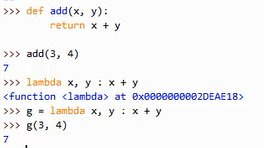 >>> def add(x, y):
        return x + y

>>> add(3, 4)
7
>>> lambda x, y : x + y
<function <lambda> at 0x0000000002DEAE18>
>>> g = lambda x, y : x + y
>>> g(3, 4)
7